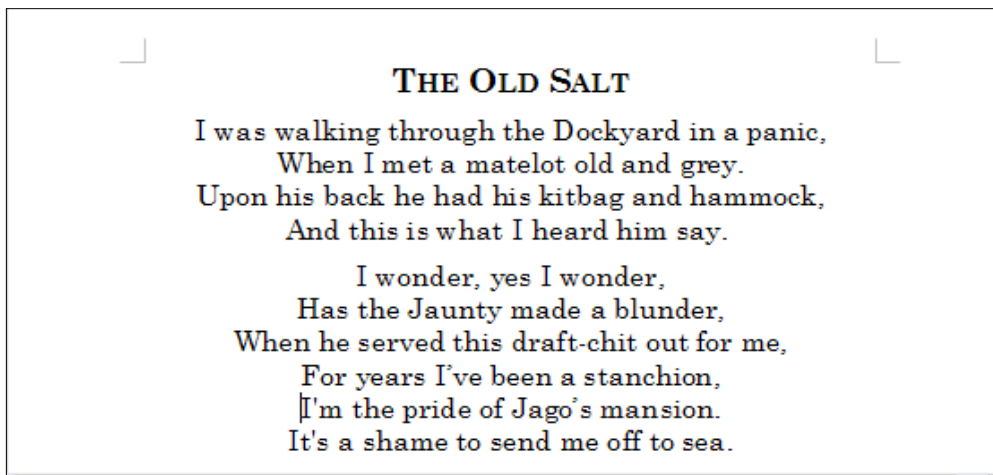 THE OLD SALT
I was walking through the Dockyard in a panic,
When I met a matelot old and grey.
Upon his back he had his kitbag and hammock,
And this is what I heard him say.
I wonder, yes I wonder,
Has the Jaunty made a blunder,
When he served this draft-chit out for me,
For years I’ve been a stanchion,
I'm the pride of Jago’s mansion.
It's a shame to send me off to sea.